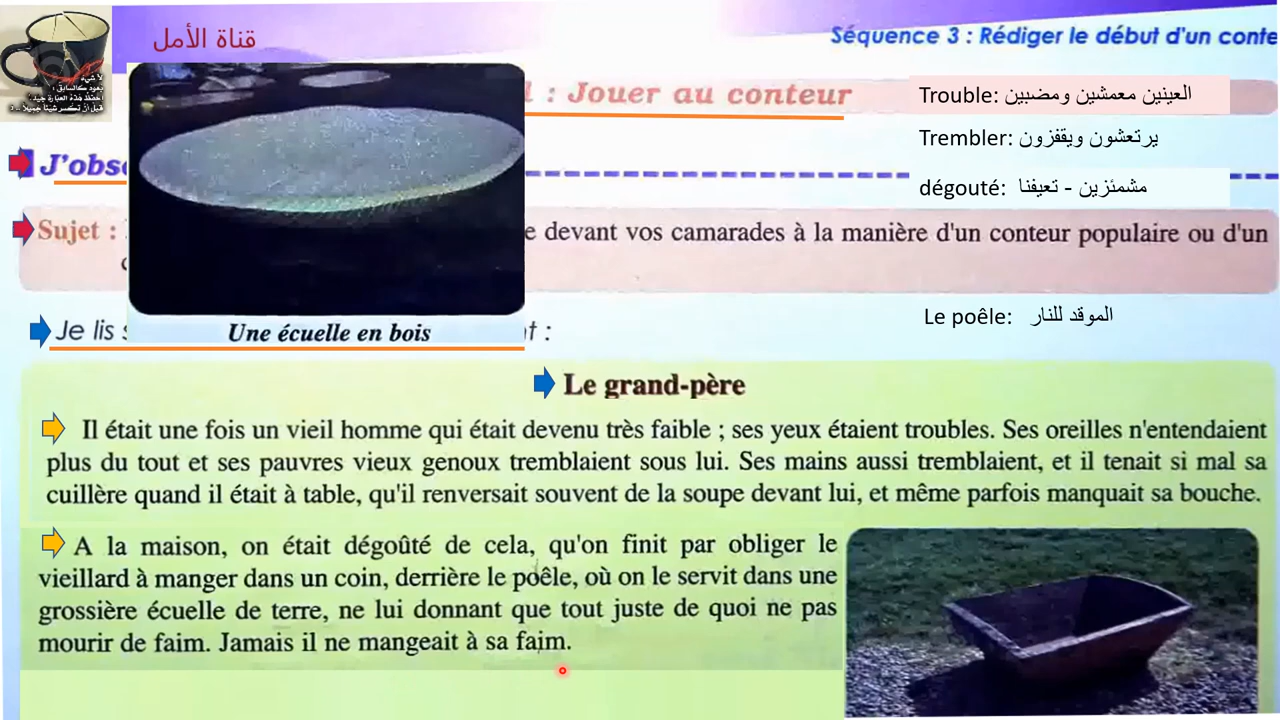 قناة الأمل
Séquence 3 : Rédiger le début d'un conte
: Jouer au conteur
Trouble: العينين معمشين ومضببين
Trembler: يرتعشون ويقفزون
dégouté: مشمئزين - تعيفنا
J'obs
Sujet :
e devant vos camarades à la manière d'un conteur populaire ou d'un
Le poêle: الموقد للنار
Je lis s
t :
Une écuelle en bois
Le grand-père
Il était une fois un vieil homme qui était devenu très faible ; ses yeux étaient troubles. Ses oreilles n'entendaient
plus du tout et ses pauvres vieux genoux tremblaient sous lui. Ses mains aussi tremblaient, et il tenait si mal sa
cuillère quand il était à table, qu'il renversait souvent de la soupe devant lui, et même parfois manquait sa bouche.
A la maison, on était dégoûté de cela, qu'on finit par obliger le
vieillard à manger dans un coin, derrière le poêle, où on le servit dans une
grossière écuelle de terre, ne lui donnant que tout juste de quoi ne pas
mourir de faim. Jamais il ne mangeait à sa faim.